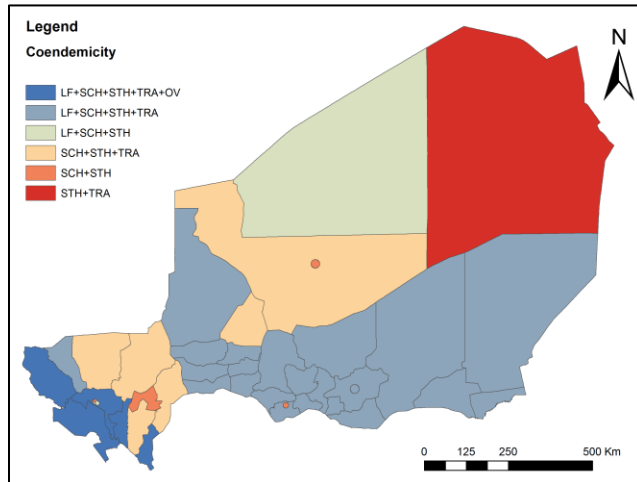 Legend
Coendemicity
LF+SCH+STH+TRA+OV
LF+SCH+STH+TRA
LF+SCH+STH
SCH+STH+TRA
SCH+STH
STH+TRA
N
0 125 250 500 Km